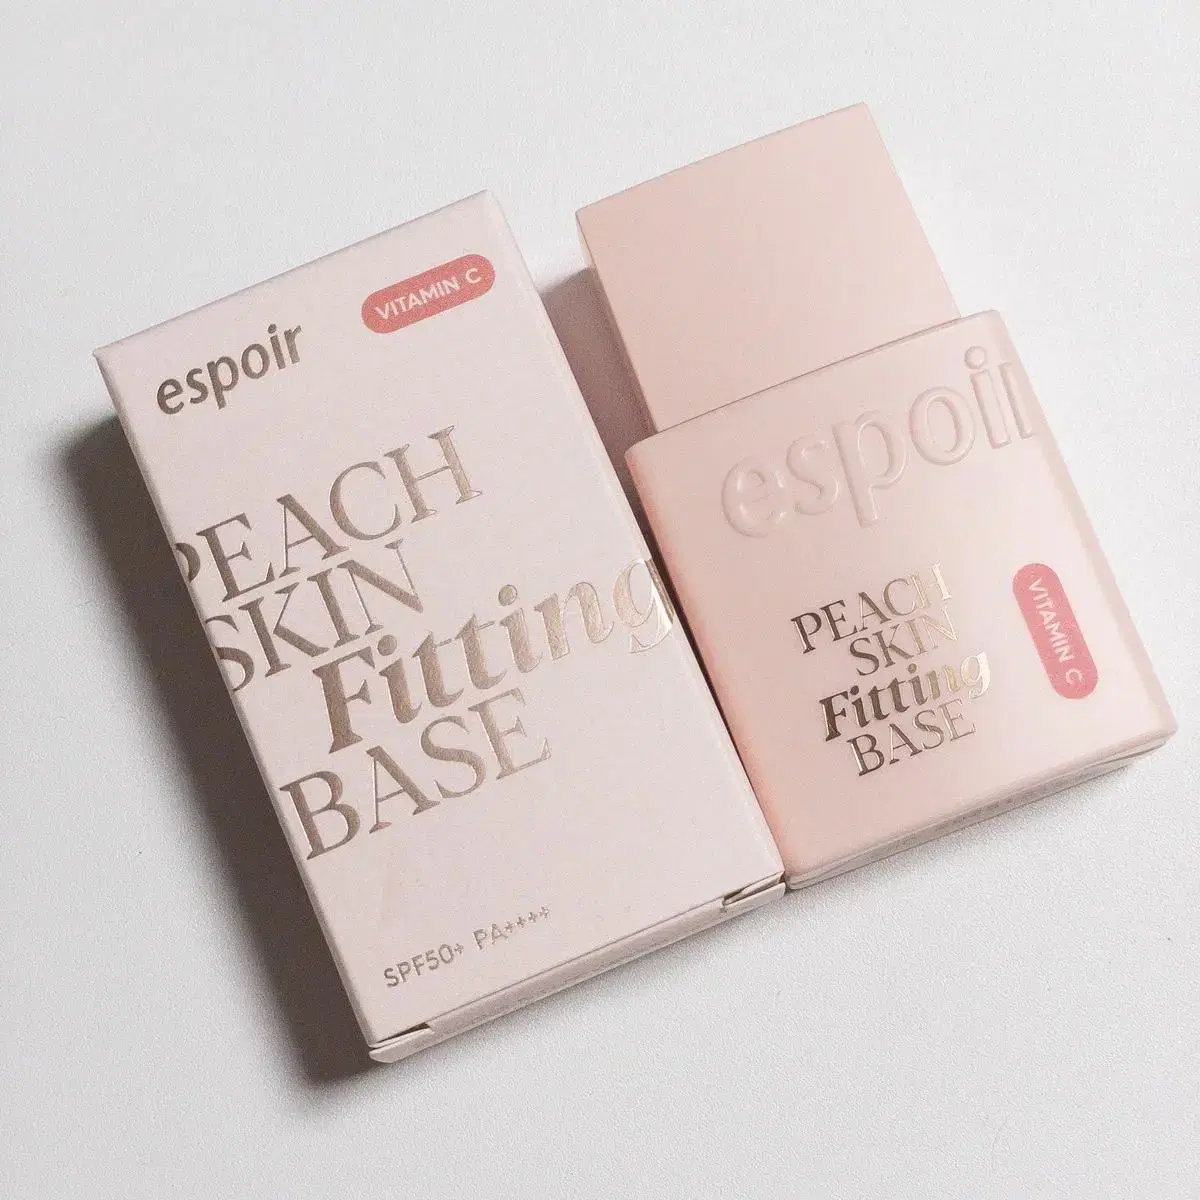 espoir
VITAMIN C
PEACH
SKIN
Fitting
BASE
SPF50+ PA++++
espoir
PEACH
SKIN
Fitting
BASE
VITAMIN C